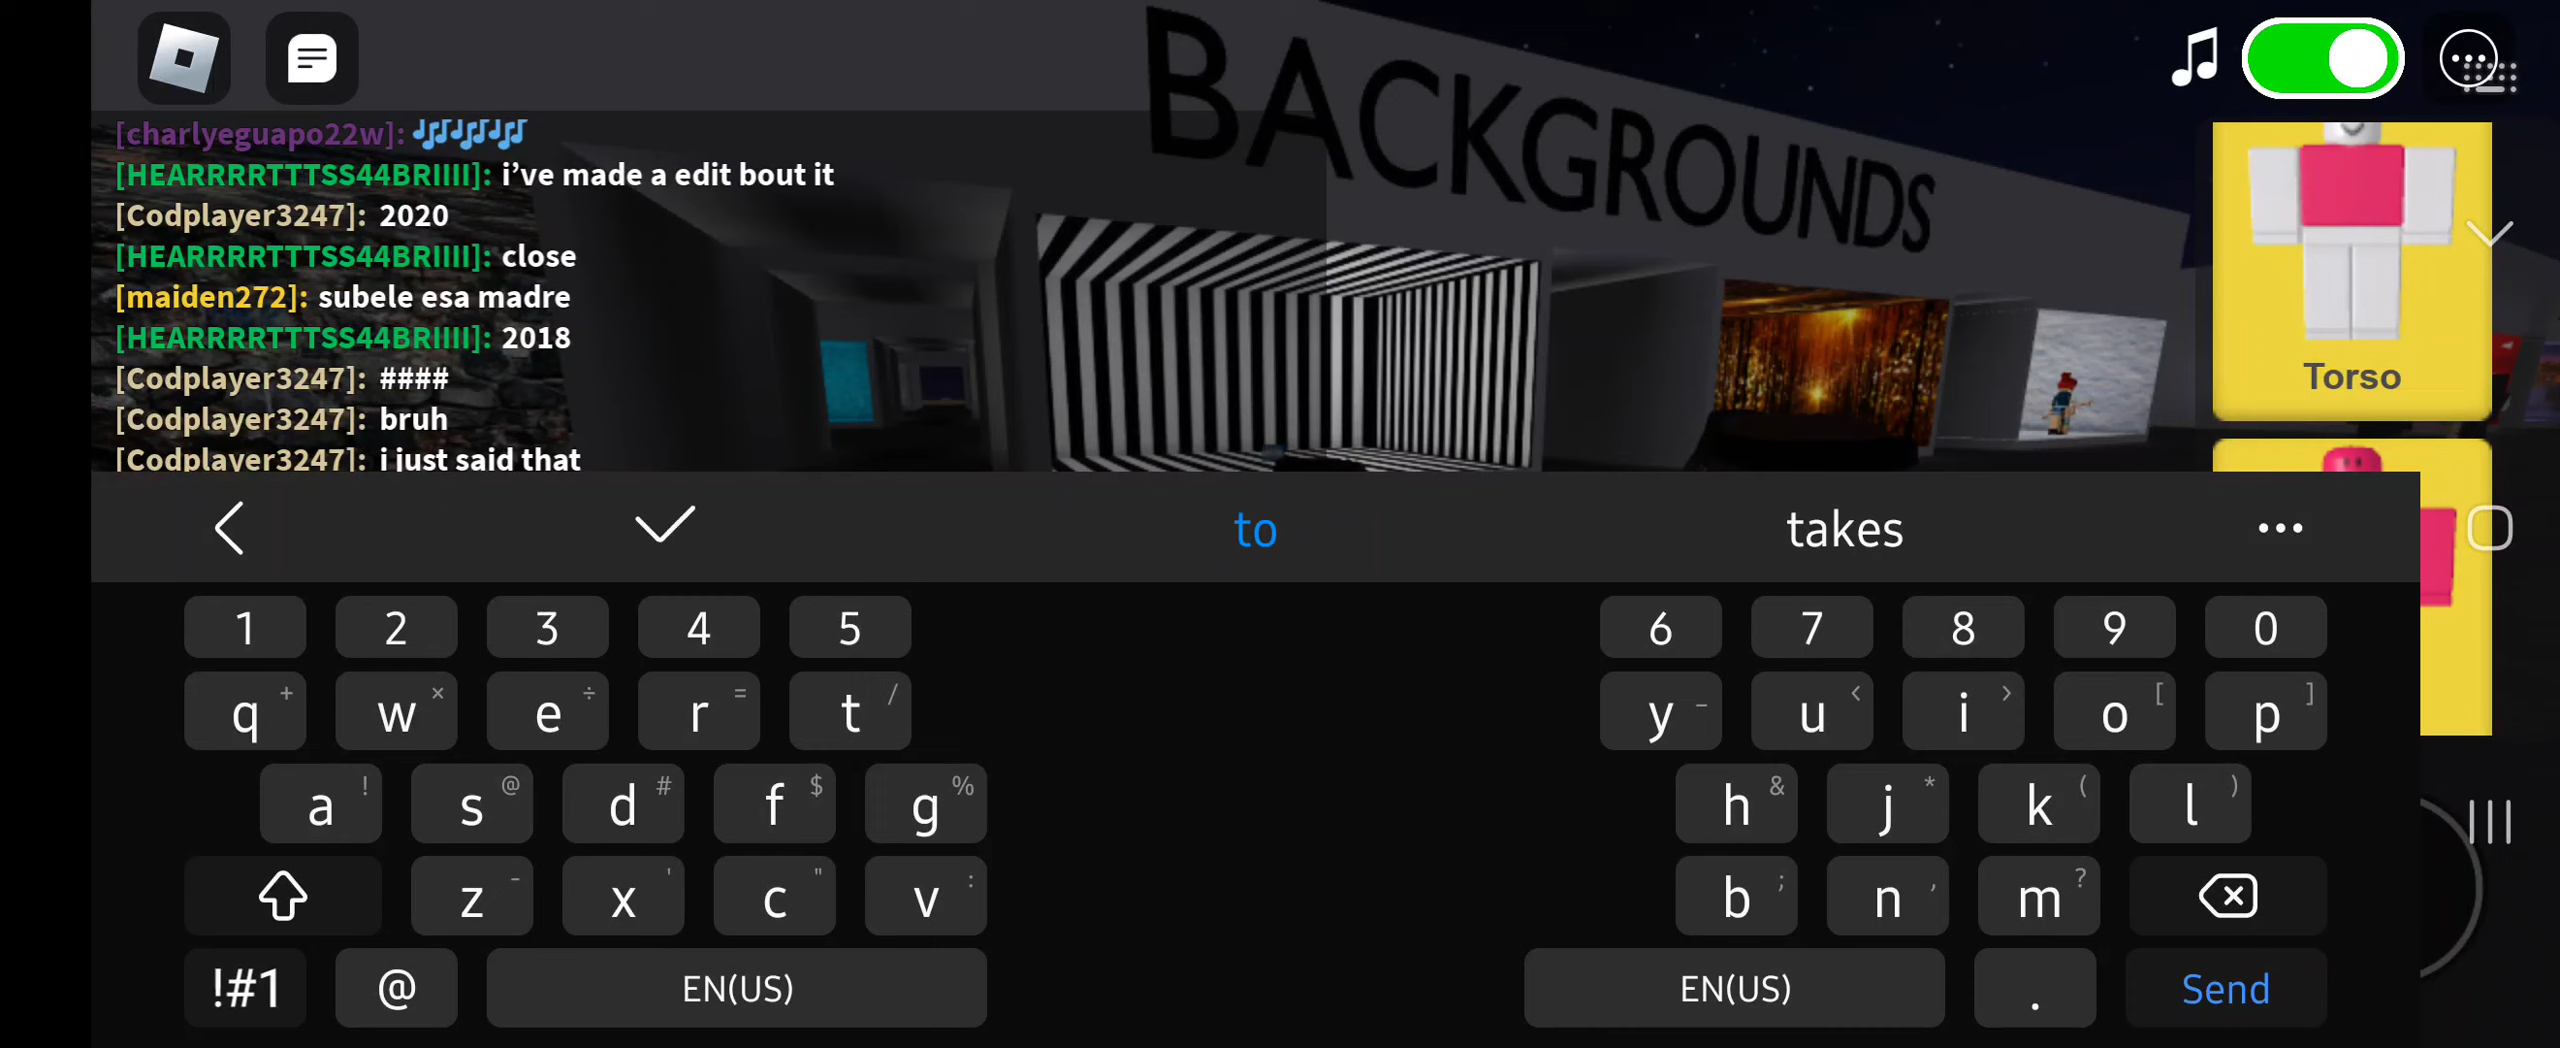 BACKGROUNDS
[charlyeguapo22w]: 🎶🎶🎶
[HEARRRRTTTSS44BRIIII]: i’ve made a edit bout it
[Codplayer3247]: 2020
[HEARRRRTTTSS44BRIIII]: close
[maiden272]: subele esa madre
[HEARRRRTTTSS44BRIIII]: 2018
[Codplayer3247]: ####
[Codplayer3247]: bruh
[Codplayer3247]: i just said that
Torso
to takes ...
1 2 3 4 5 6 7 8 9 0
q + w × e ÷ r = t / y _ u < i > o [ p ]
a ! s @ d # f $ g % h & j * k ( l )
z - x ' c " v : b ; n , m ?
!#1 @ EN(US) EN(US) . Send